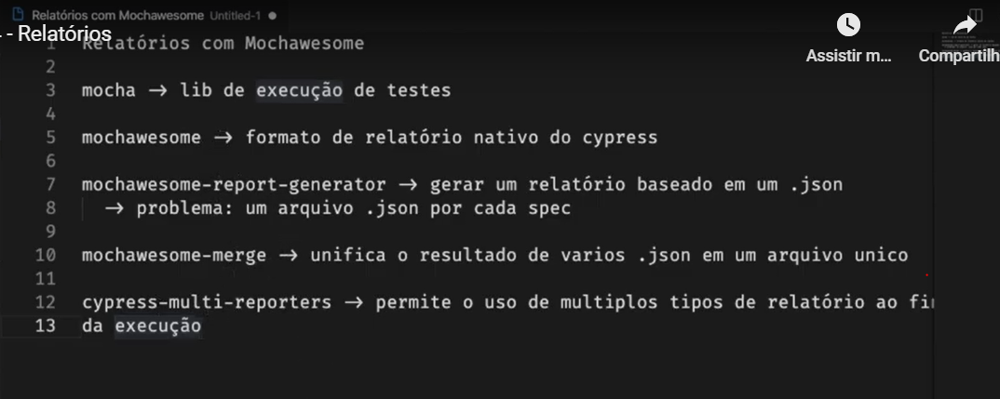 Relatórios com Mochawesome Untitled-1 ●
- Relatórios
Assistir m...
Compartilh
1 Relatórios com Mochawesome
2
3 mocha → lib de execução de testes
4
5 mochawesome → formato de relatório nativo do cypress
6
7 mochawesome-report-generator → gerar um relatório baseado em um .json
8 → problema: um arquivo .json por cada spec
9
10 mochawesome-merge → unifica o resultado de varios .json em um arquivo unico
11
12 cypress-multi-reporters → permite o uso de multiplos tipos de relatório ao fi
13 da execução